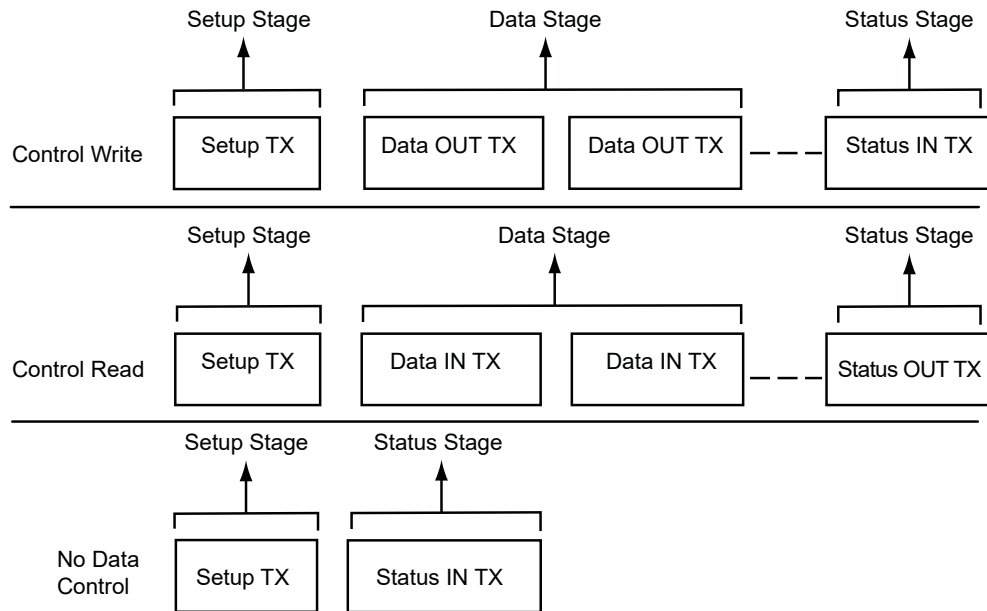 Setup Stage Data Stage Status Stage
Control Write Setup TX Data OUT TX Data OUT TX Status IN TX
Setup Stage Data Stage Status Stage
Control Read Setup TX Data IN TX Data IN TX Status OUT TX
Setup Stage Status Stage
No Data
Control Setup TX Status IN TX